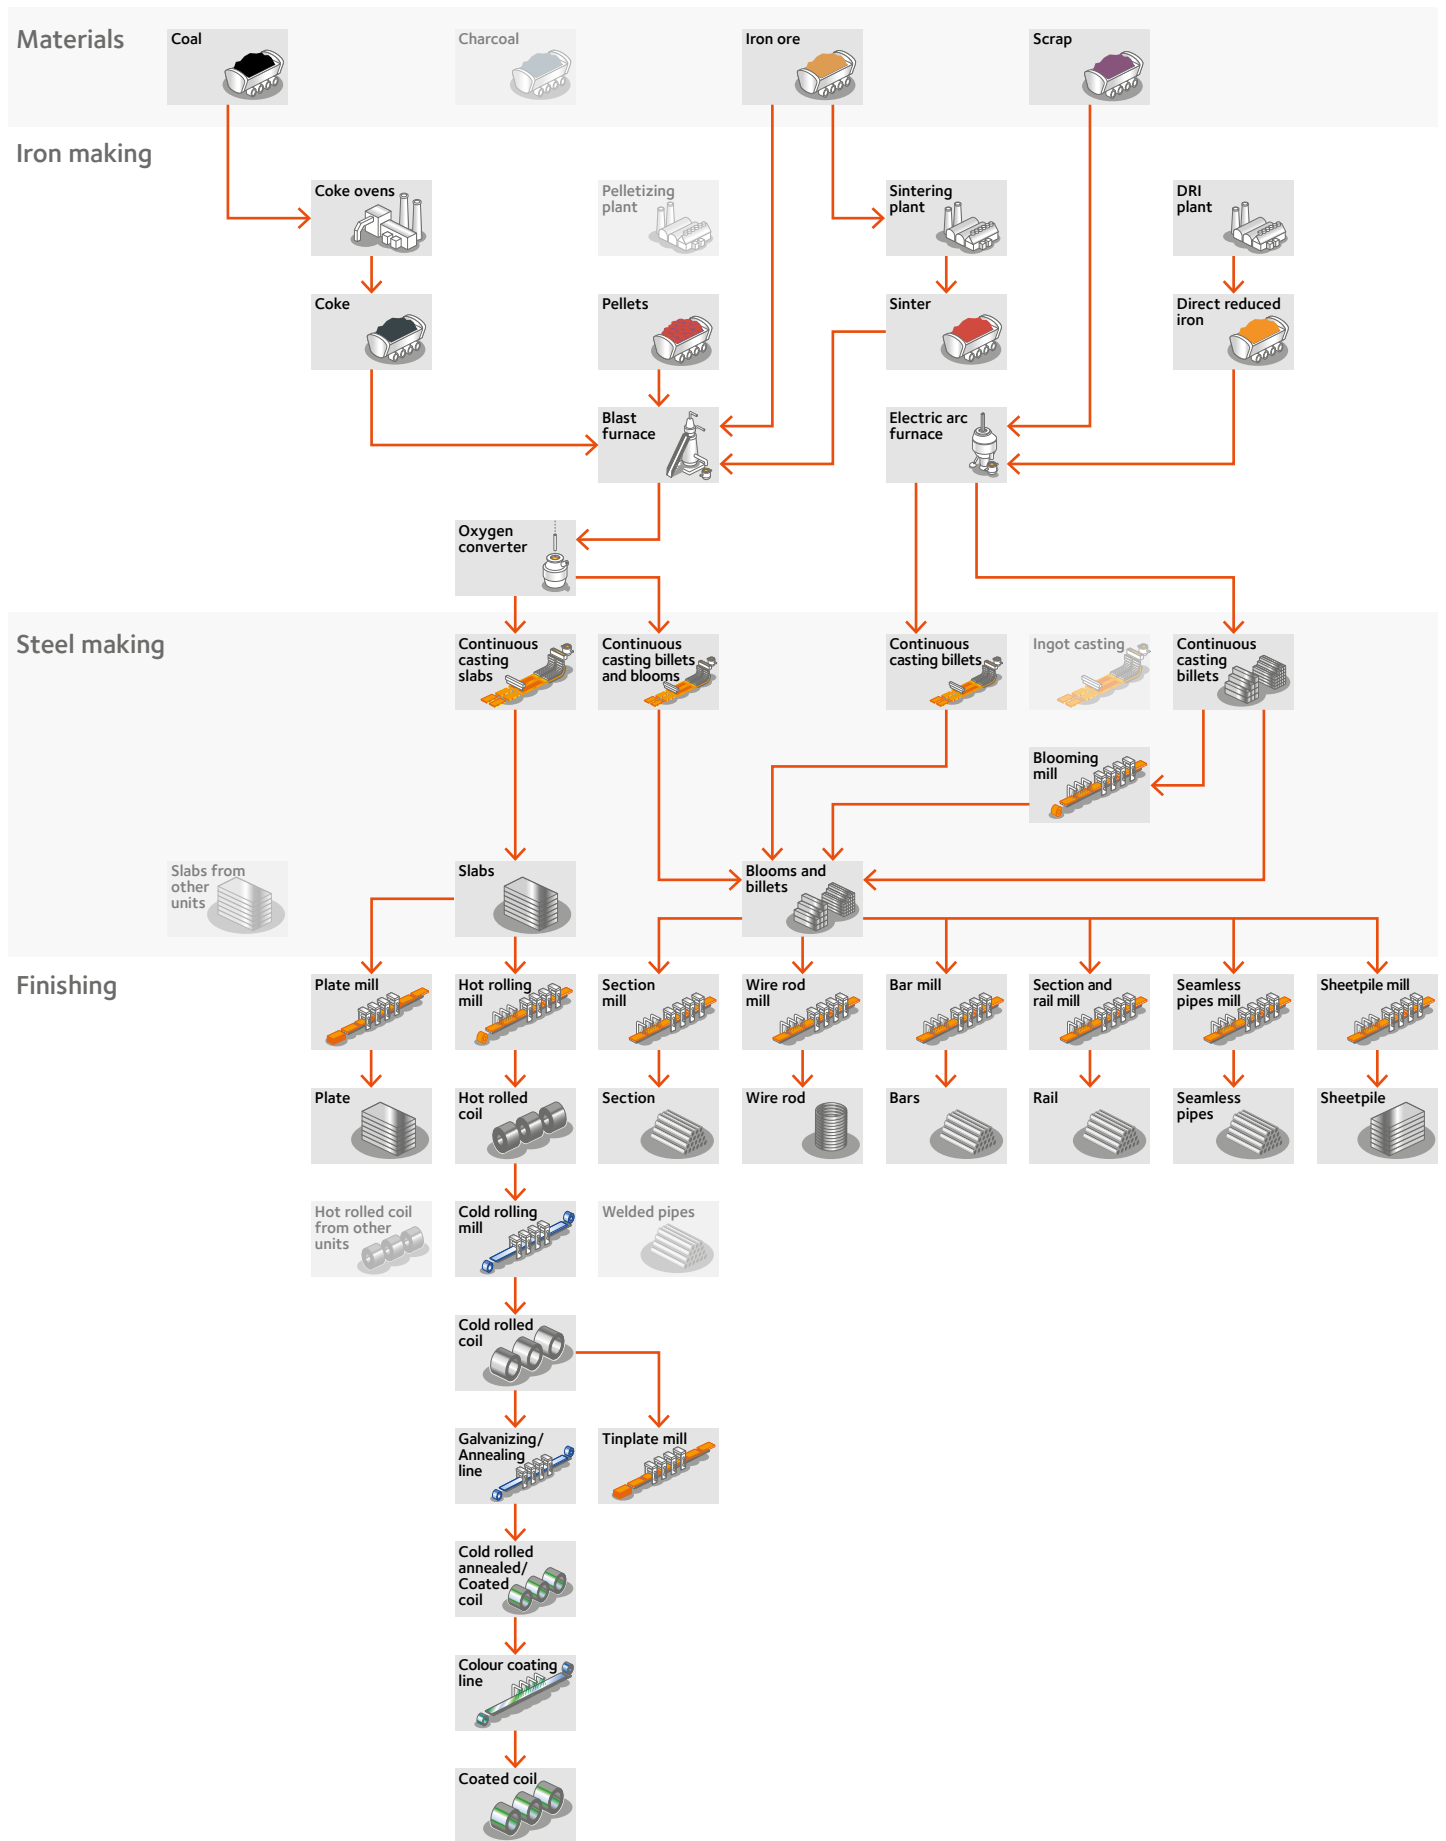 Materials
Coal
Charcoal
Iron ore
Scrap
Iron making
Coke ovens
Pelletizing
plant
Sintering
plant
DRI
plant
Coke
Pellets
Sinter
Direct reduced
iron
Blast
furnace
Electric arc
furnace
Oxygen
converter
Steel making
Continuous
casting
slabs
Continuous
casting billets
and blooms
Continuous
casting billets
Ingot casting
Continuous
casting
billets
Blooming
mill
Slabs from
other
units
Slabs
Blooms and
billets
Finishing
Plate mill
Hot rolling
mill
Section
mill
Wire rod
mill
Bar mill
Section and
rail mill
Seamless
pipes mill
Sheetpile mill
Plate
Hot rolled
coil
Section
Wire rod
Bars
Rail
Seamless
pipes
Sheetpile
Hot rolled coil
from other
units
Cold rolling
mill
Welded pipes
Cold rolled
coil
Galvanizing/
Annealing
line
Tinplate mill
Cold rolled
annealed/
Coated
coil
Colour coating
line
Coated coil